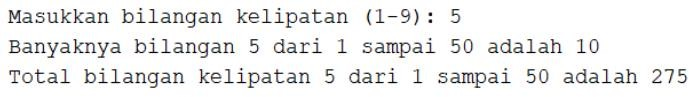 Masukkan bilangan kelipatan (1-9): 5
Banyaknya bilangan 5 dari 1 sampai 50 adalah 10
Total bilangan kelipatan 5 dari 1 sampai 50 adalah 275